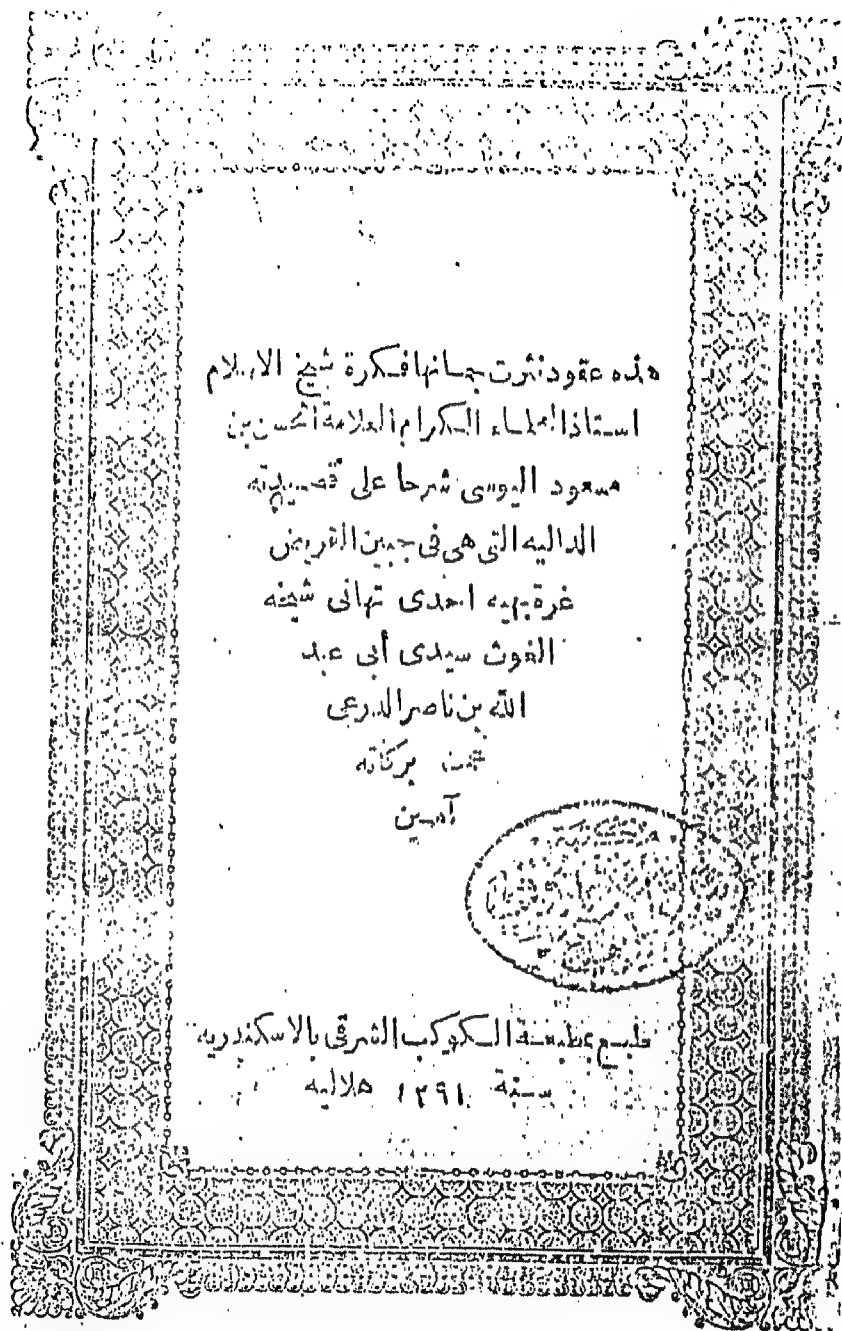 هذه عقود نثرت جمانها فكرة شيخ الاسلام
استاذ العلماء الكرام العلامة الحسن بن
مسعود اليوسى شرحا على قصيدته
الداليه التى هى فى جبين القريض
غرة بهيه احدى تهانى شيخه
الغوث سيدى أبى عبد
الله بن ناصر الدرعى
بركاته
آمين
طبع بمطبعة الكوكب الشرقى بالاسكندريه
سنة ١٢٩١ هلاليه